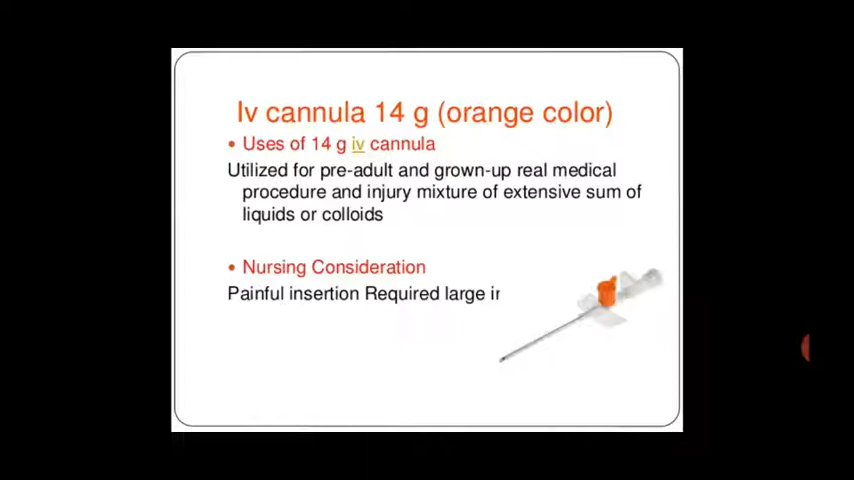 Iv cannula 14 g (orange color)
Uses of 14 g iv cannula
Utilized for pre-adult and grown-up real medical
procedure and injury mixture of extensive sum of
liquids or colloids
Nursing Consideration
Painful insertion Required large